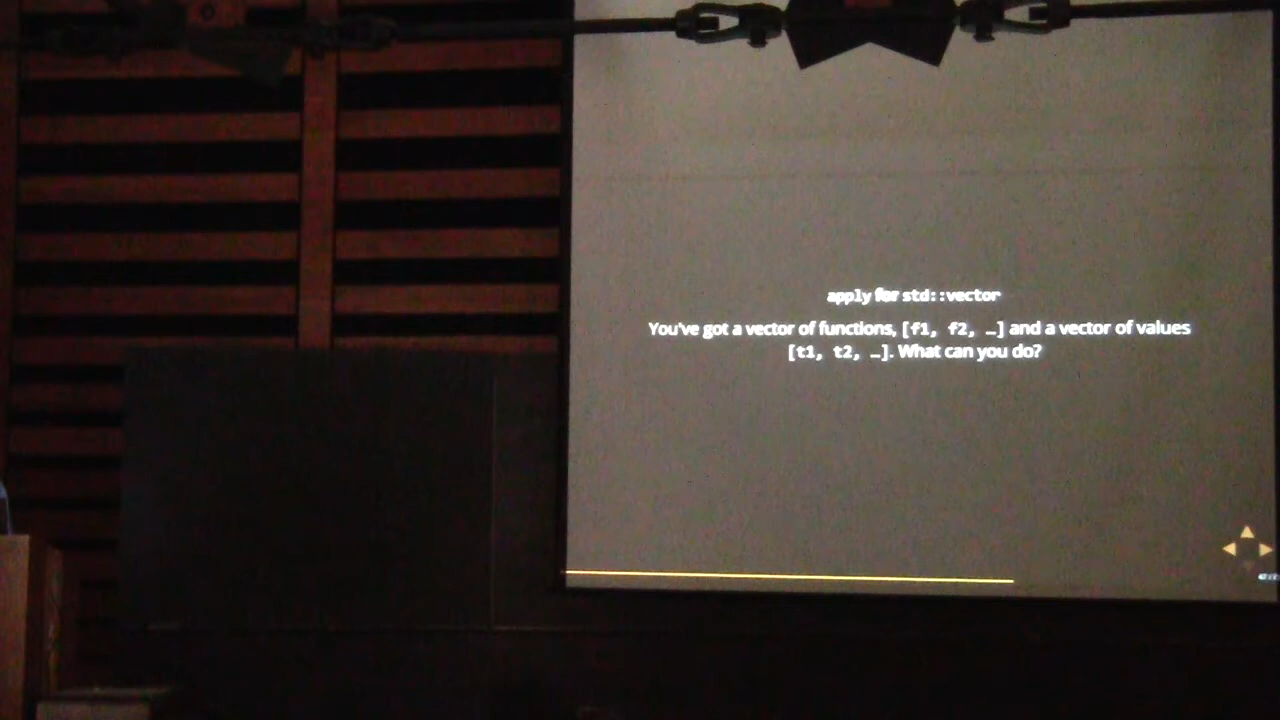 apply for std::vector
You've got a vector of functions, [f1, f2, …] and a vector of values
[t1, t2, …]. What can you do?